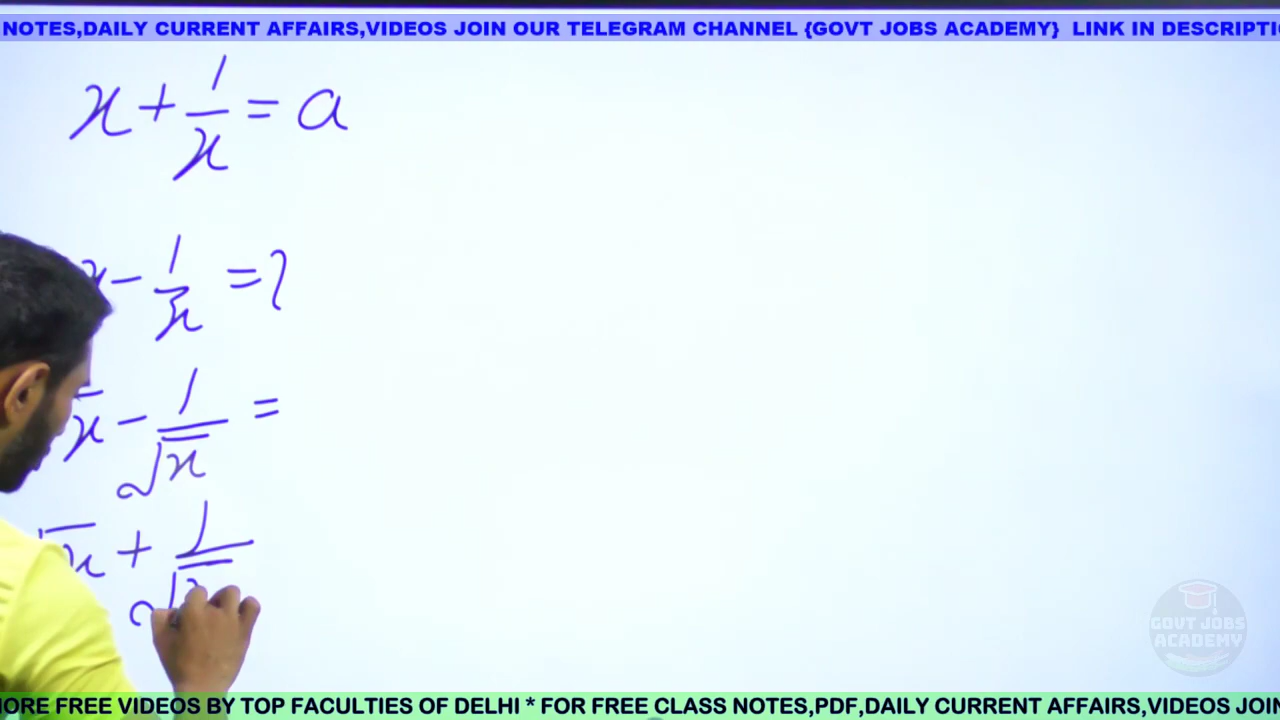 NOTES,DAILY CURRENT AFFAIRS,VIDEOS JOIN OUR TELEGRAM CHANNEL {GOVT JOBS ACADEMY} LINK IN DESCRIPTI
x + 1/x = a
x - 1/x = ?
√x - 1/√x =
√x + 1/√x
GOVT JOBS
ACADEMY
MORE FREE VIDEOS BY TOP FACULTIES OF DELHI * FOR FREE CLASS NOTES,PDF,DAILY CURRENT AFFAIRS,VIDEOS JOIN